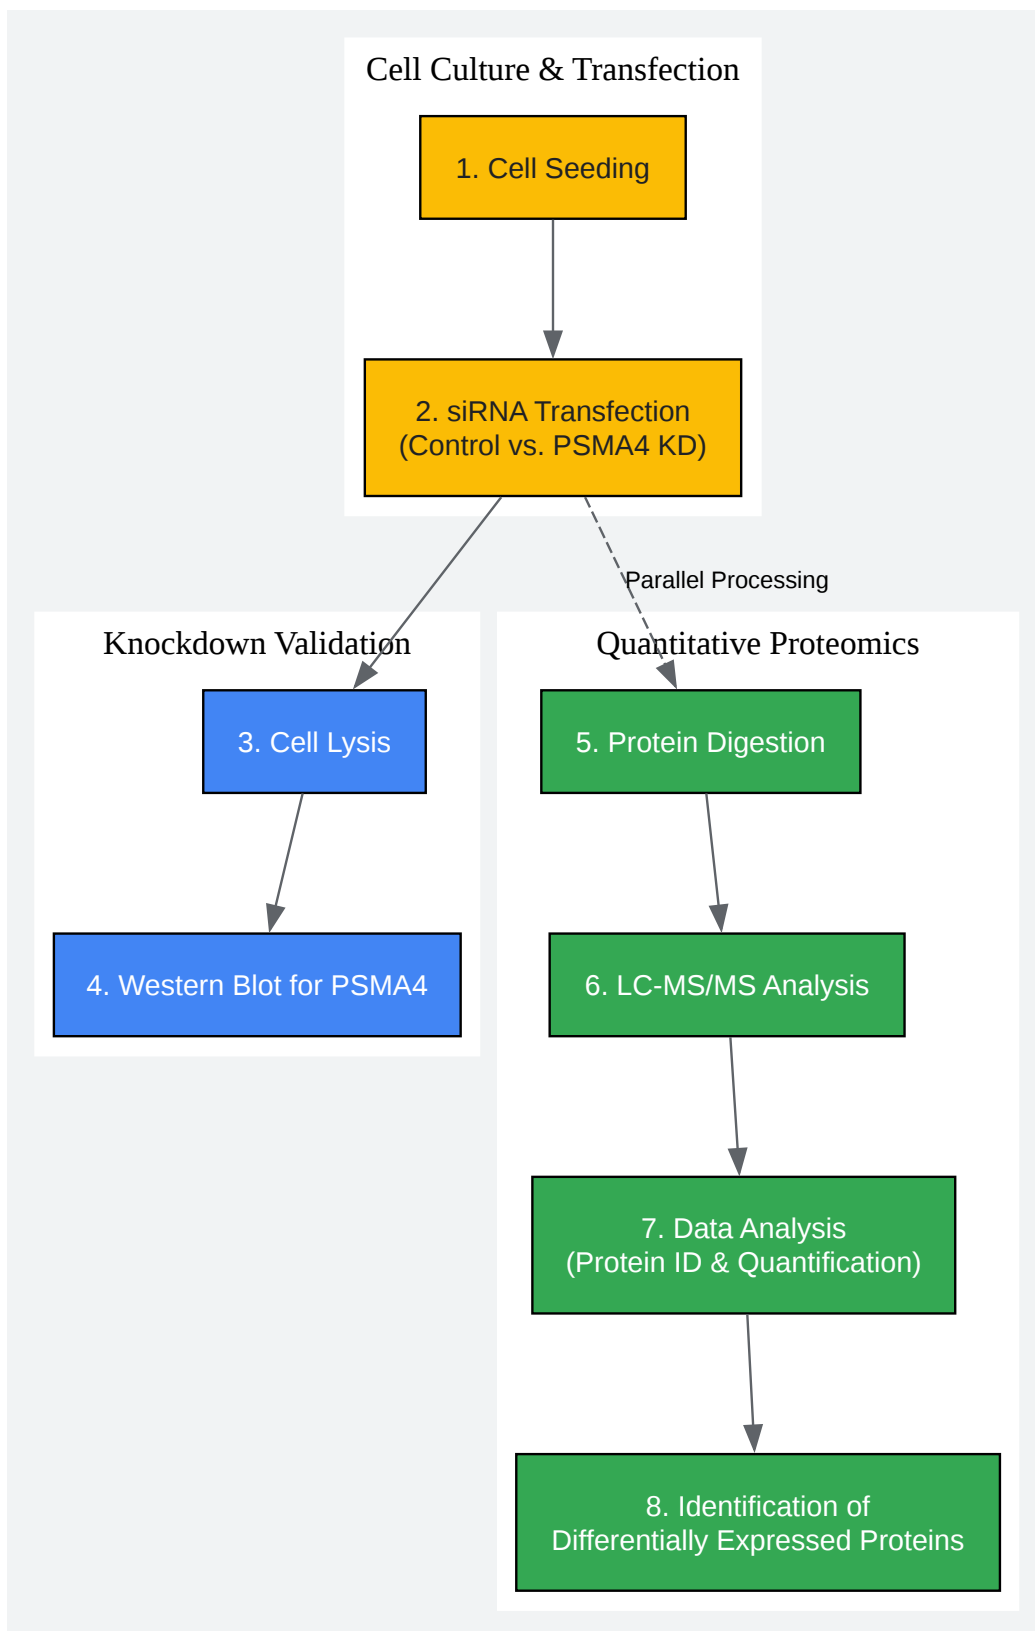 Cell Culture & Transfection
1. Cell Seeding
2. siRNA Transfection
(Control vs. PSMA4 KD)
Parallel Processing
Knockdown Validation
3. Cell Lysis
4. Western Blot for PSMA4
Quantitative Proteomics
5. Protein Digestion
6. LC-MS/MS Analysis
7. Data Analysis
(Protein ID & Quantification)
8. Identification of
Differentially Expressed Proteins